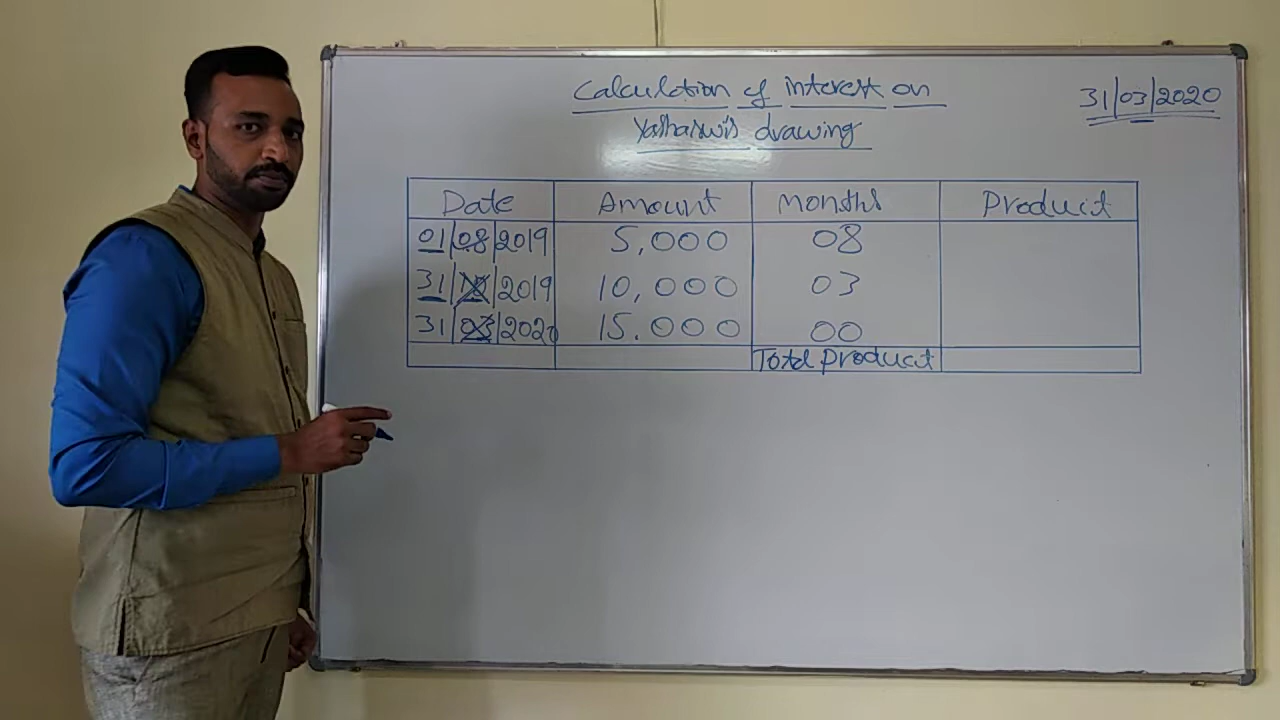 Calculation of interest on
Yashaswi's drawing
31/03/2020
Date Amount Months Product
01/08/2019 5,000 08
31/ /2019 10,000 03
31/03/2020 15.000 00
Total Product